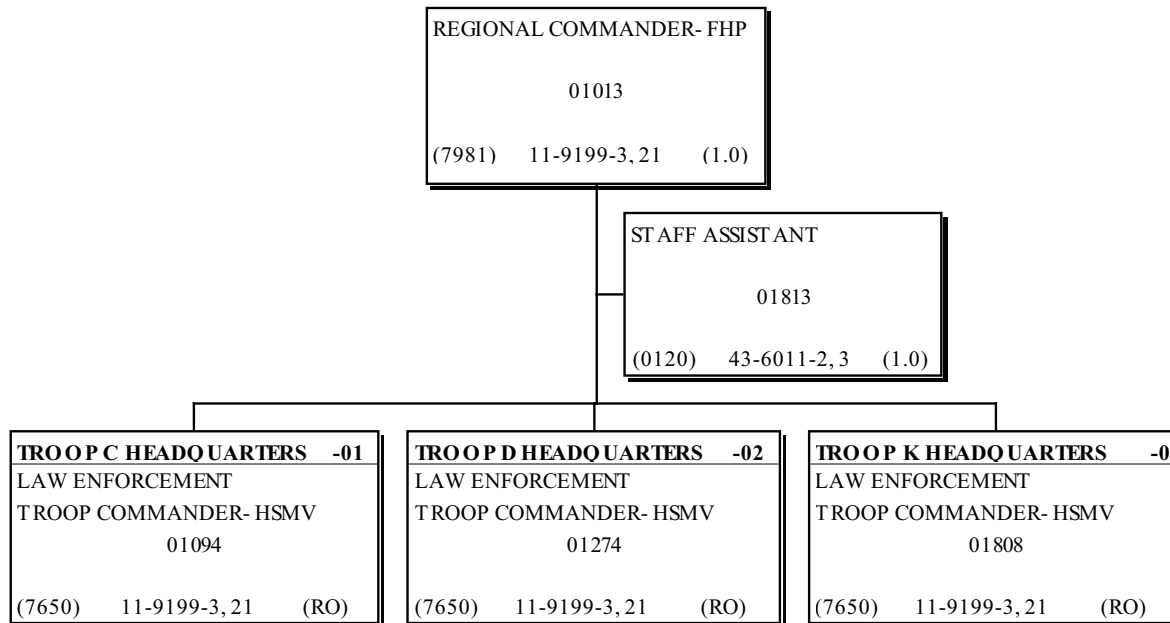 REGIONAL COMMANDER- FHP
01013
(7981) 11-9199-3, 21 (1.0)
STAFF ASSISTANT
01813
(0120) 43-6011-2, 3 (1.0)
TROOP C HEADQUARTERS -01
LAW ENFORCEMENT
TROOP COMMANDER- HSMV
01094
(7650) 11-9199-3, 21 (RO)
TROOP D HEADQUARTERS -02
LAW ENFORCEMENT
TROOP COMMANDER- HSMV
01274
(7650) 11-9199-3, 21 (RO)
TROOP K HEADQUARTERS
LAW ENFORCEMENT
TROOP COMMANDER- HSMV
01808
(7650) 11-9199-3, 21 (RO)